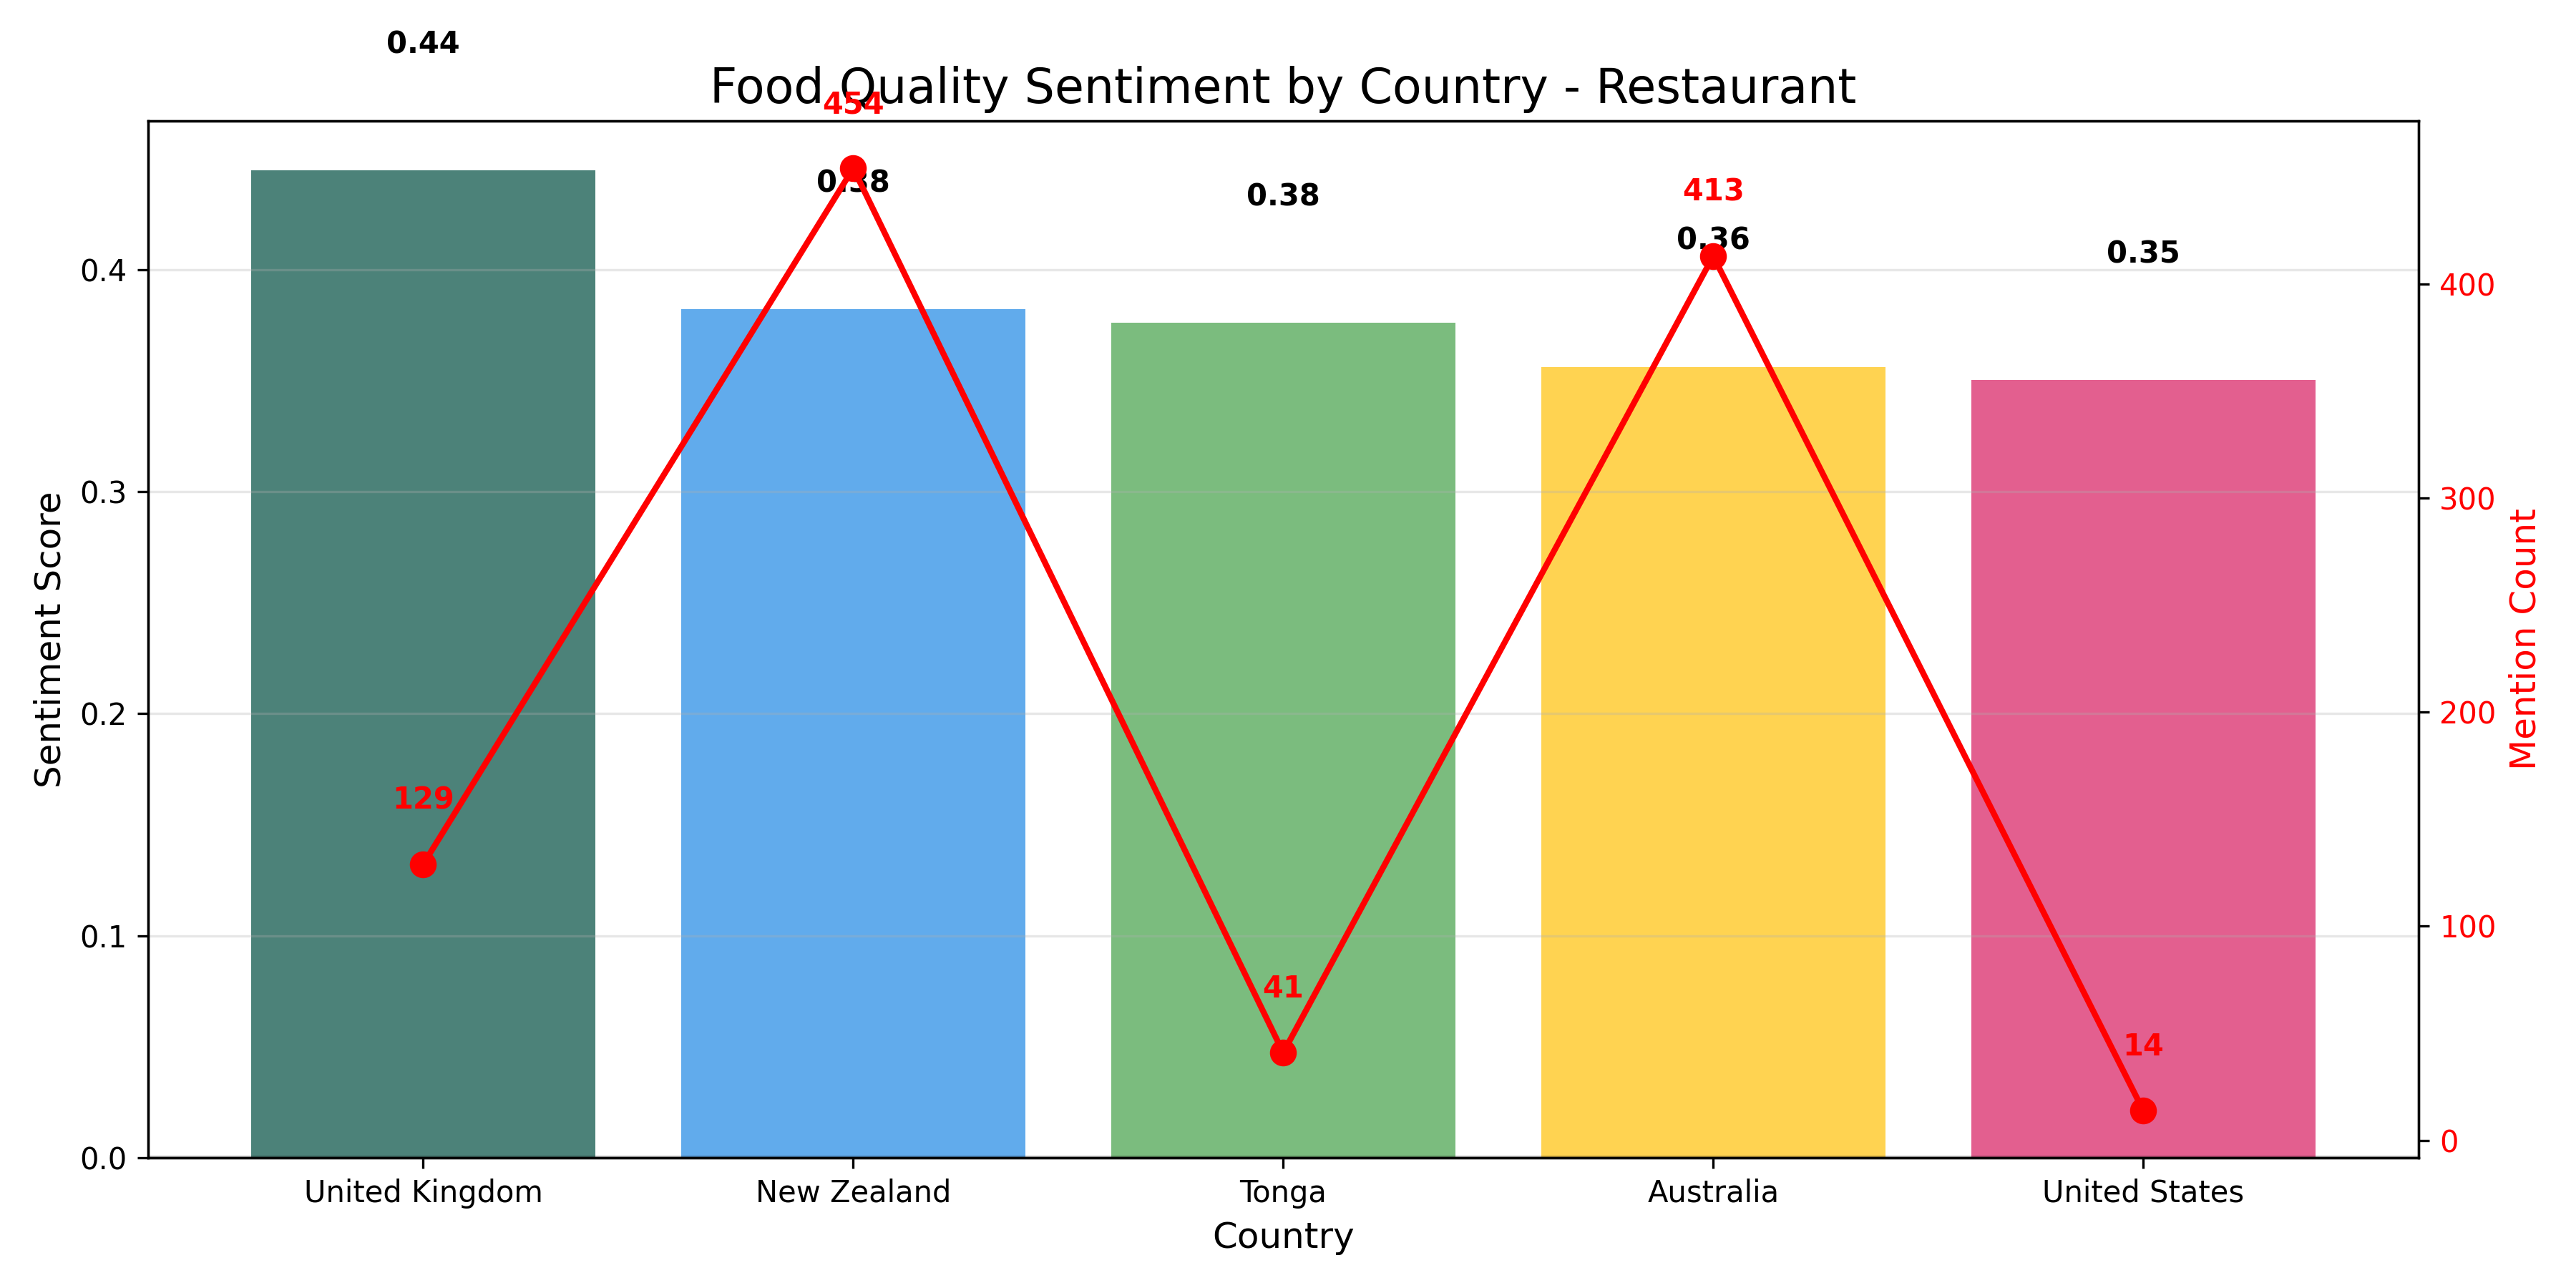 0.44
Food Quality Sentiment by Country - Restaurant
454
0.38
0.38
413
0.36
0.35
0.4
0.3
0.2
0.1
0.0
Sentiment Score
400
300
200
100
0
Mention Count
129
41
14
United Kingdom
New Zealand
Tonga
Australia
United States
Country